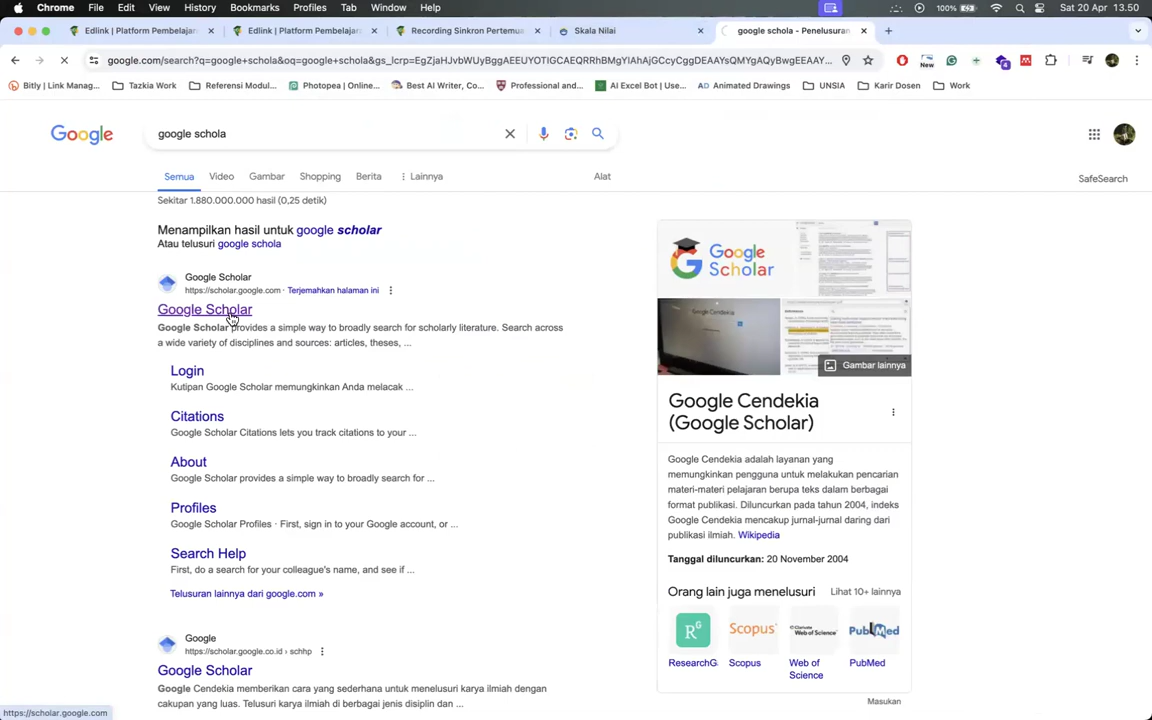 Chrome File Edit View History Bookmarks Profiles Tab Window Help
100% Sat 20 Apr 13.50
Edlink | Platform Pembelajar
Edlink | Platform Pembelajara
Recording Sinkron Pertemua
Skala Nilai
google schola - Penelusuran
google.com/search?q=google+schola&oq=google+schola&gs_lcrp=EgZjaHJvbWUyBggAEEUYOTIGCAEQRRhBMgYIAhAjGCcyCggDEAAYsQMYgAQyBwgEEAAY...
New
Bitly | Link Manag...
Tazkia Work
Referensi Modul...
Photopea | Online...
Best AI Writer, Co...
Professional and...
AI Excel Bot | Use...
Animated Drawings
UNSIA
Karir Dosen
Work
Google
google schola
Semua Video Gambar Shopping Berita Lainnya Alat
SafeSearch
Sekitar 1.880.000.000 hasil (0,25 detik)
Menampilkan hasil untuk google scholar
Atau telusuri google schola
Google Scholar
https://scholar.google.com · Terjemahkan halaman ini
Google Scholar
Google Scholar provides a simple way to broadly search for scholarly literature. Search across
a wide variety of disciplines and sources: articles, theses, ...
Login
Kutipan Google Scholar memungkinkan Anda melacak ...
Citations
Google Scholar Citations lets you track citations to your ...
About
Google Scholar provides a simple way to broadly search for ...
Profiles
Google Scholar Profiles · First, sign in to your Google account, or ...
Search Help
First, do a search for your colleague's name, and see if ...
Telusuran lainnya dari google.com »
Google
https://scholar.google.co.id › schhp
Google Scholar
Google Cendekia memberikan cara yang sederhana untuk menelusuri karya ilmiah dengan
cakupan yang luas. Telusuri karya ilmiah di berbagai jenis disiplin dan ...
Google
Scholar
Google Cendekia
Gambar lainnya
Google Cendekia
(Google Scholar)
Google Cendekia adalah layanan yang
memungkinkan pengguna untuk melakukan pencarian
materi-materi pelajaran berupa teks dalam berbagai
format publikasi. Diluncurkan pada tahun 2004, indeks
Google Cendekia mencakup jurnal-jurnal daring dari
publikasi ilmiah. Wikipedia
Tanggal diluncurkan: 20 November 2004
Orang lain juga menelusuri Lihat 10+ lainnya
RG
Scopus
Web of Science
PubMed
ResearchG
Scopus
Web of
Science
PubMed
Masukan
https://scholar.google.com